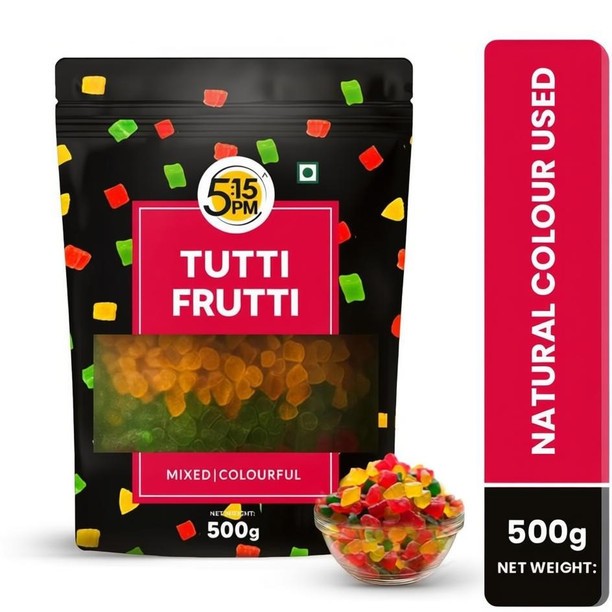 5:15
PM
TUTTI
FRUTTI
MIXED|COLOURFUL
NET WEIGHT:
500g
NATURAL COLOUR USED
500g
NET WEIGHT: